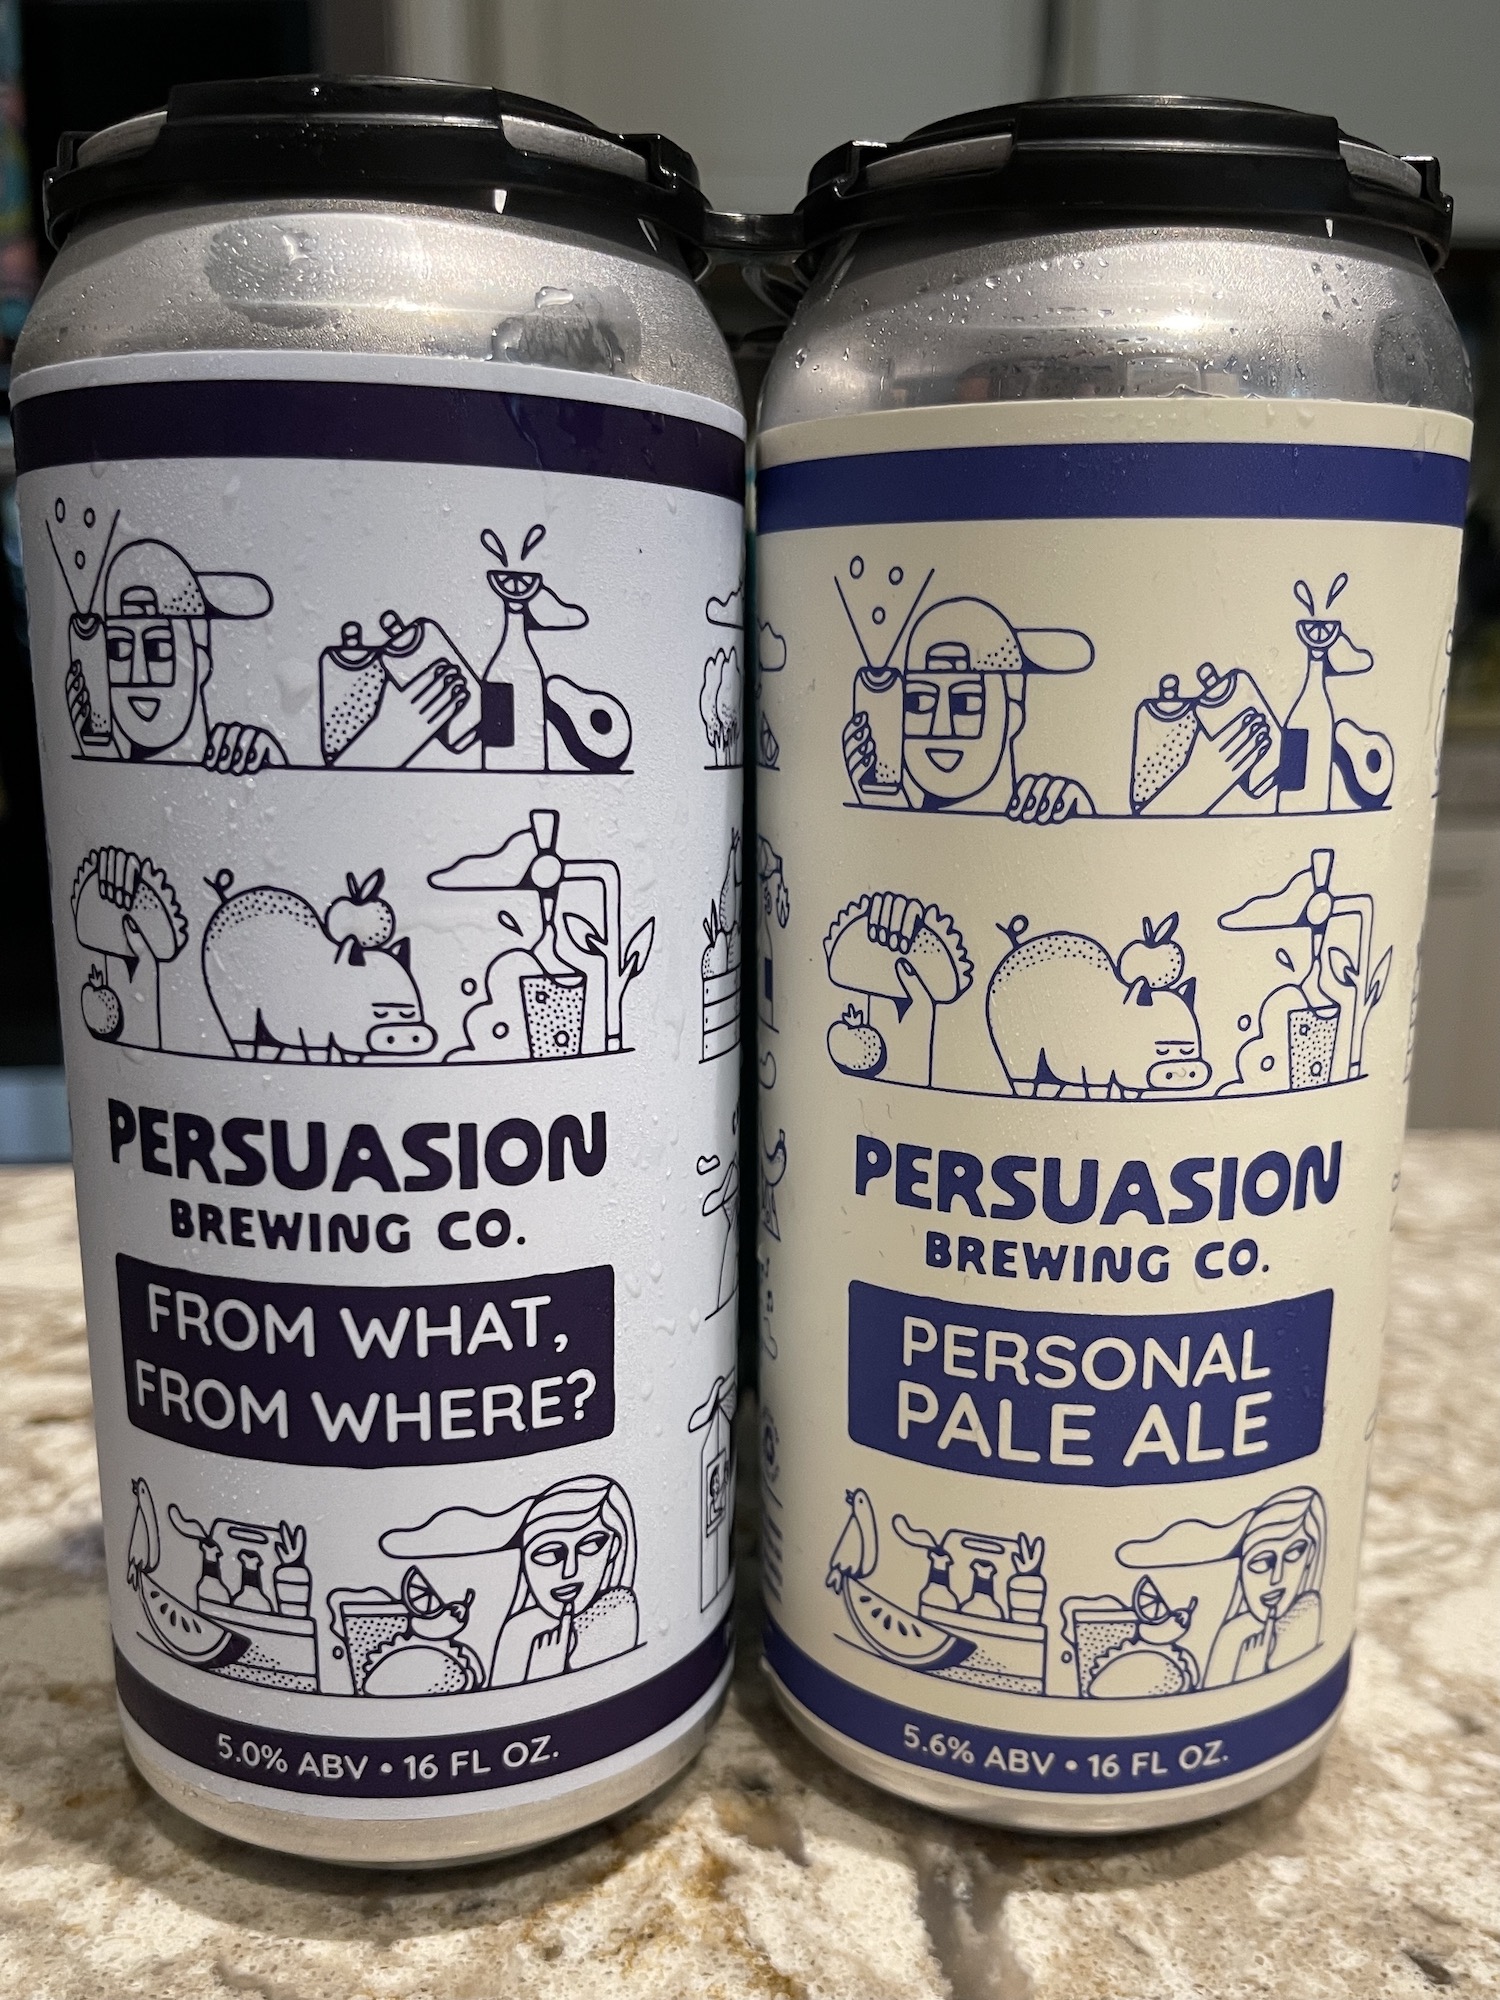 PERSUASION
BREWING CO.
FROM WHAT,
FROM WHERE?
5.0% ABV • 16 FL OZ.
PERSUASION
BREWING CO.
PERSONAL
PALE ALE
5.6% ABV • 16 FL OZ.